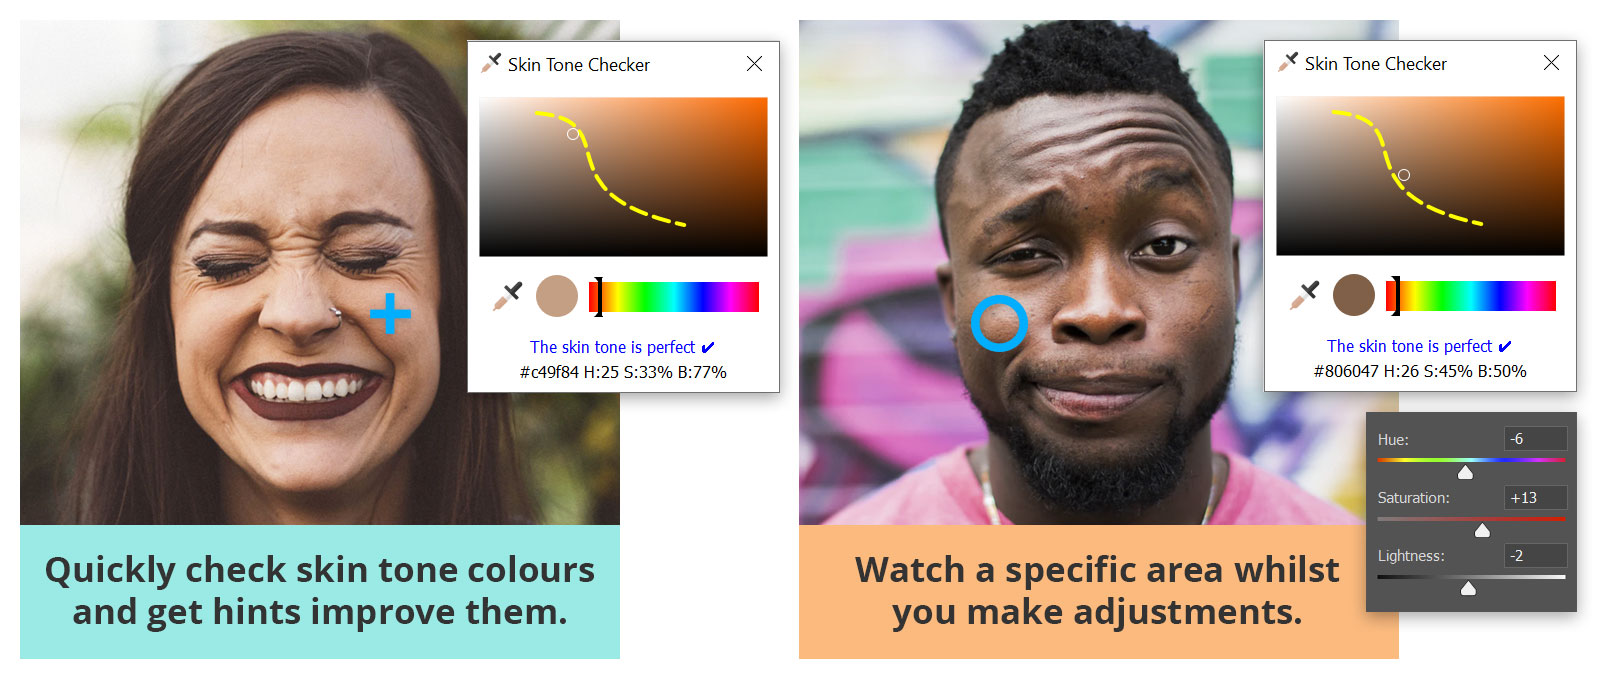 Skin Tone Checker
The skin tone is perfect ✔
#c49f84 H:25 S:33% B:77%
Quickly check skin tone colours
and get hints improve them.
Skin Tone Checker
The skin tone is perfect ✔
#806047 H:26 S:45% B:50%
Hue: -6
Saturation: +13
Lightness: -2
Watch a specific area whilst
you make adjustments.